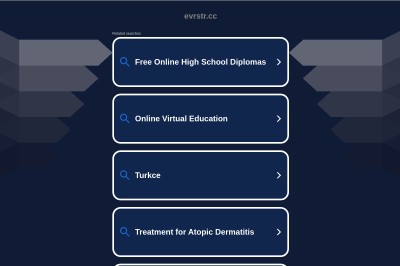 evrstr.cc
Related searches
Free Online High School Diplomas
Online Virtual Education
Turkce
Treatment for Atopic Dermatitis